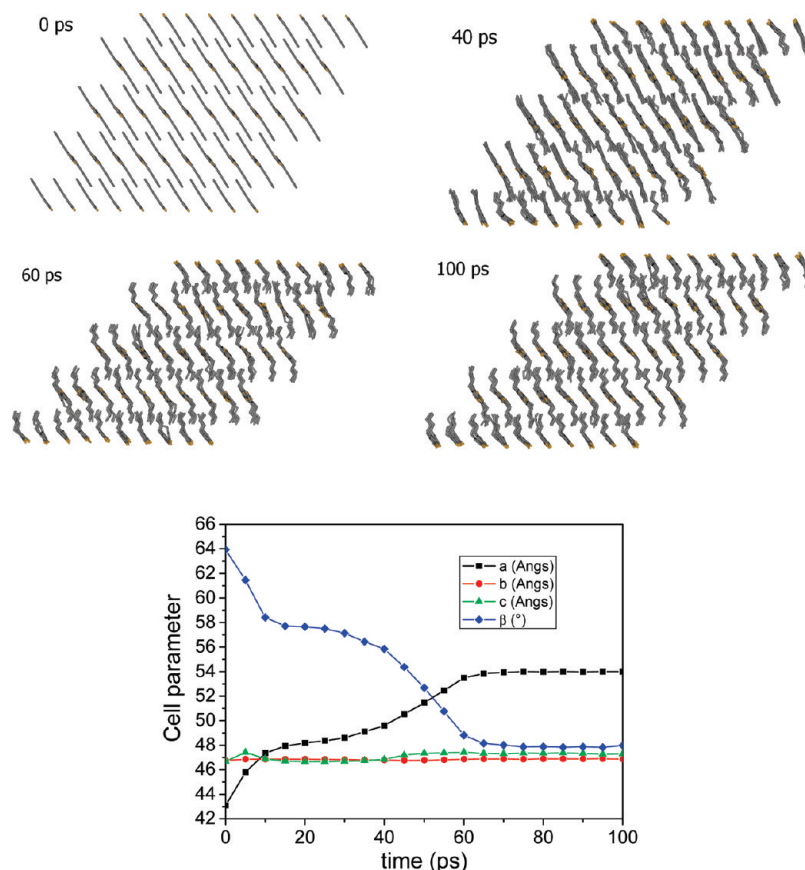 0 ps
40 ps
60 ps
100 ps
66
64
62
60
58
56
54
52
50
48
46
44
42
Cell parameter
a (Angs)
b (Angs)
c (Angs)
β (°)
0 20 40 60 80 100
time (ps)